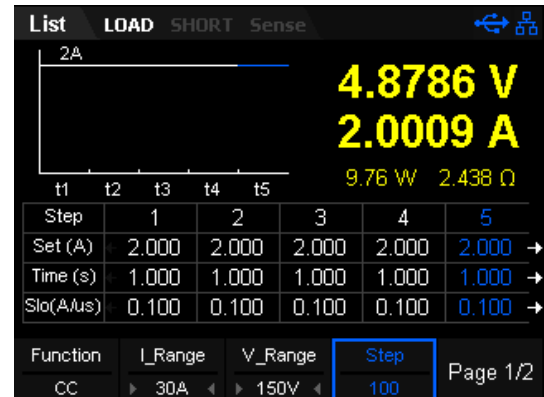 List LOAD SHORT Sense
2A
4.8786 V
2.0009 A
9.76 W 2.438 Ω
t1 t2 t3 t4 t5
Step 1 2 3 4 5
Set (A) 2.000 2.000 2.000 2.000 2.000
Time (s) 1.000 1.000 1.000 1.000 1.000
Slo(A/us) 0.100 0.100 0.100 0.100 0.100
Function I_Range V_Range Step Page 1/2
CC 30A 150V 100